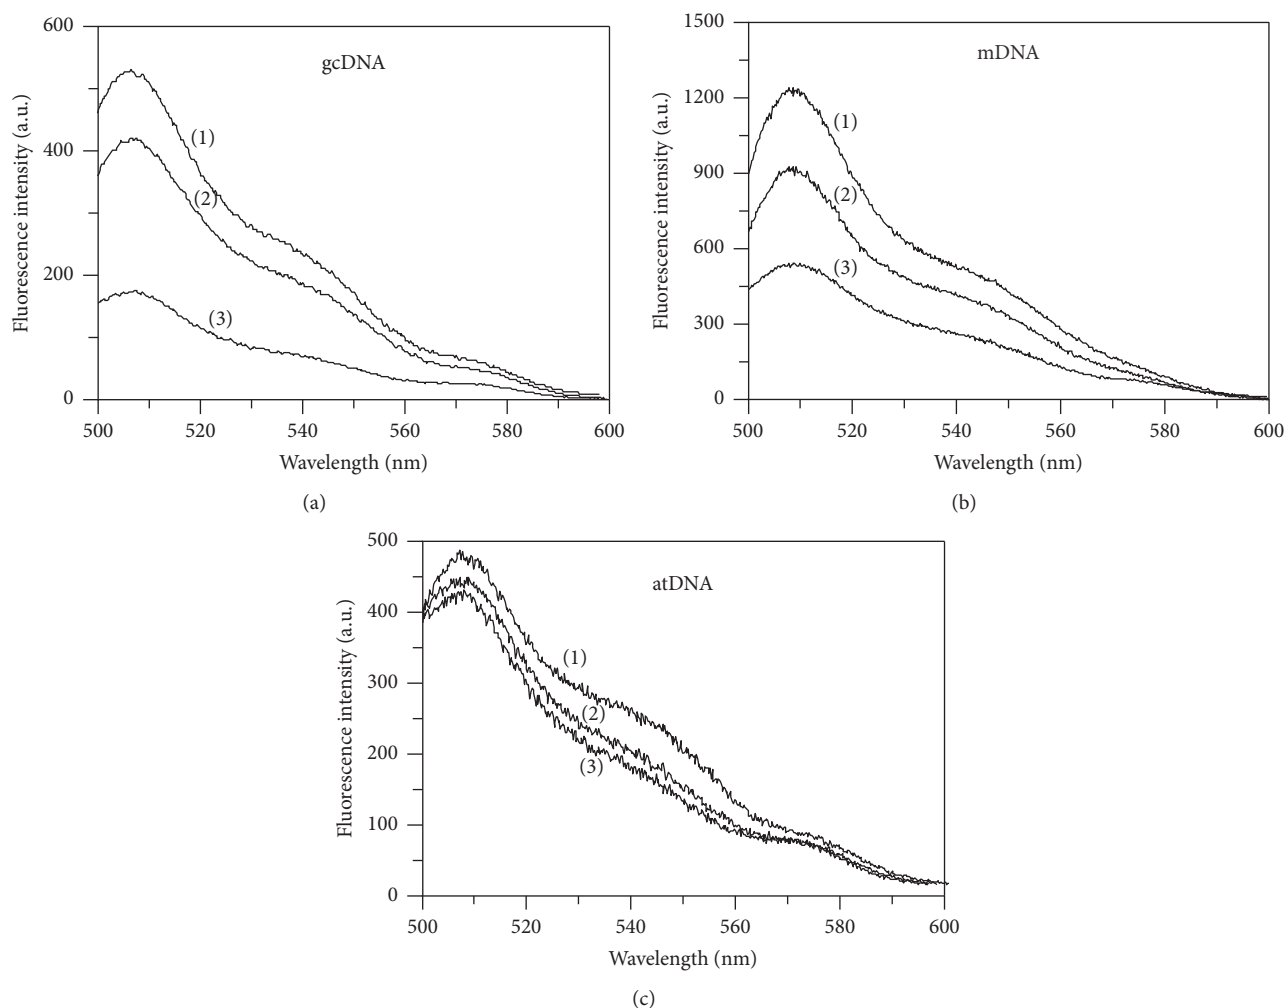 gcDNA
Fluorescence intensity (a.u.)
600
400
200
0
(1)
(2)
(3)
500 520 540 560 580 600
Wavelength (nm)
(a)
mDNA
Fluorescence intensity (a.u.)
1500
1200
900
600
300
0
(1)
(2)
(3)
500 520 540 560 580 600
Wavelength (nm)
(b)
atDNA
Fluorescence intensity (a.u.)
500
400
300
200
100
0
(1)
(2)
(3)
500 520 540 560 580 600
Wavelength (nm)
(c)